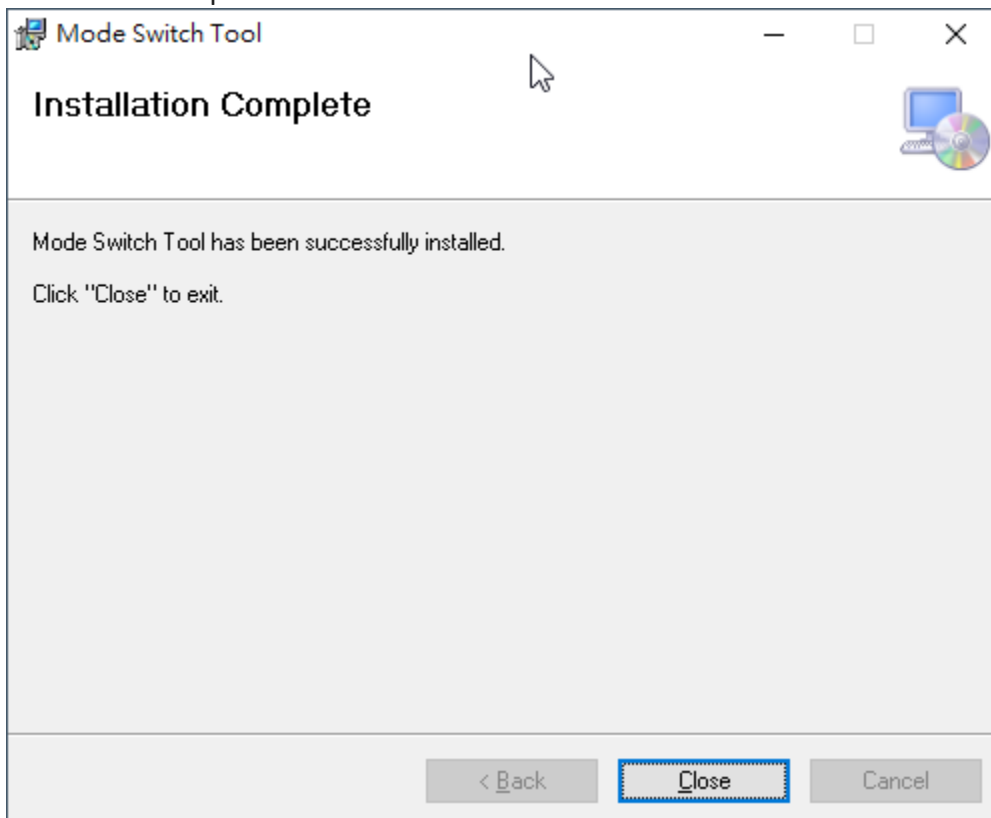 Mode Switch Tool
Installation Complete
Mode Switch Tool has been successfully installed.
Click "Close" to exit.
< Back
Close
Cancel